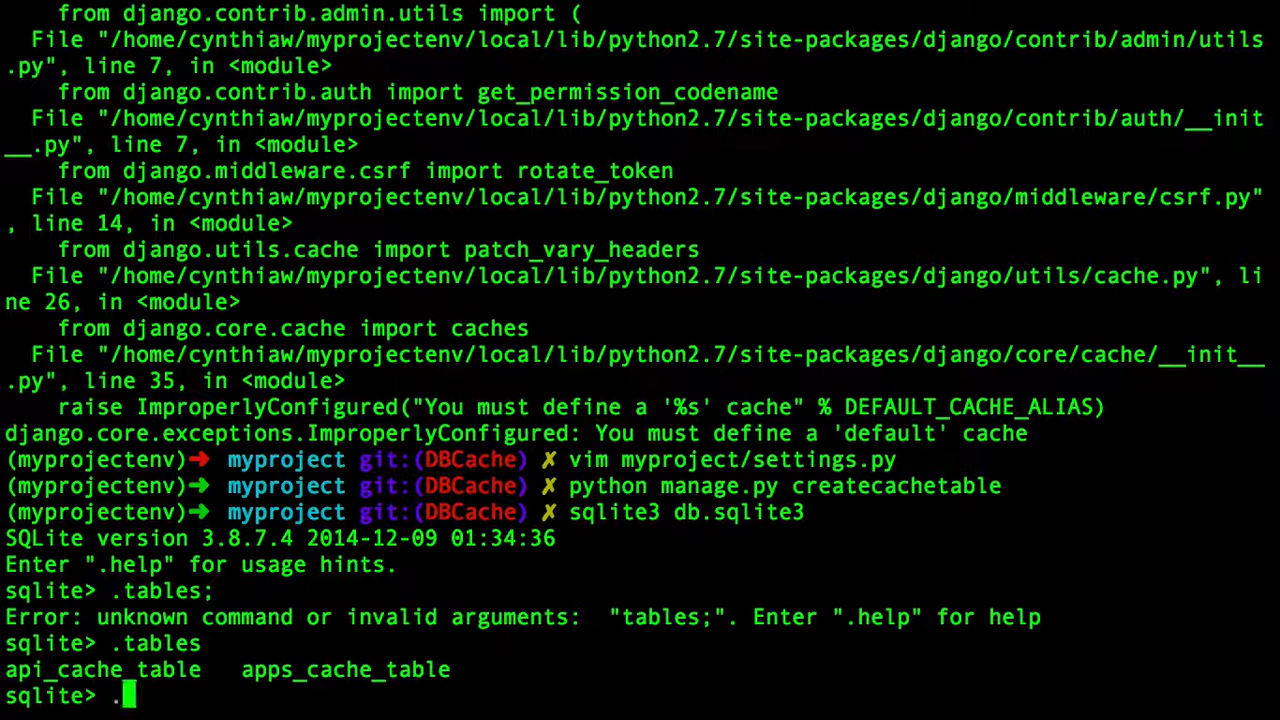 from django.contrib.admin.utils import (
  File "/home/cynthiaw/myprojectenv/local/lib/python2.7/site-packages/django/contrib/admin/utils
.py", line 7, in <module>
    from django.contrib.auth import get_permission_codename
  File "/home/cynthiaw/myprojectenv/local/lib/python2.7/site-packages/django/contrib/auth/__init
__.py", line 7, in <module>
    from django.middleware.csrf import rotate_token
  File "/home/cynthiaw/myprojectenv/local/lib/python2.7/site-packages/django/middleware/csrf.py"
, line 14, in <module>
    from django.utils.cache import patch_vary_headers
  File "/home/cynthiaw/myprojectenv/local/lib/python2.7/site-packages/django/utils/cache.py", li
ne 26, in <module>
    from django.core.cache import caches
  File "/home/cynthiaw/myprojectenv/local/lib/python2.7/site-packages/django/core/cache/__init__
.py", line 35, in <module>
    raise ImproperlyConfigured("You must define a '%s' cache" % DEFAULT_CACHE_ALIAS)
django.core.exceptions.ImproperlyConfigured: You must define a 'default' cache
(myprojectenv)➜  myproject git:(DBCache) ✗ vim myproject/settings.py
(myprojectenv)➜  myproject git:(DBCache) ✗ python manage.py createcachetable
(myprojectenv)➜  myproject git:(DBCache) ✗ sqlite3 db.sqlite3
SQLite version 3.8.7.4 2014-12-09 01:34:36
Enter ".help" for usage hints.
sqlite> .tables;
Error: unknown command or invalid arguments:  "tables;". Enter ".help" for help
sqlite> .tables
api_cache_table   apps_cache_table
sqlite> .